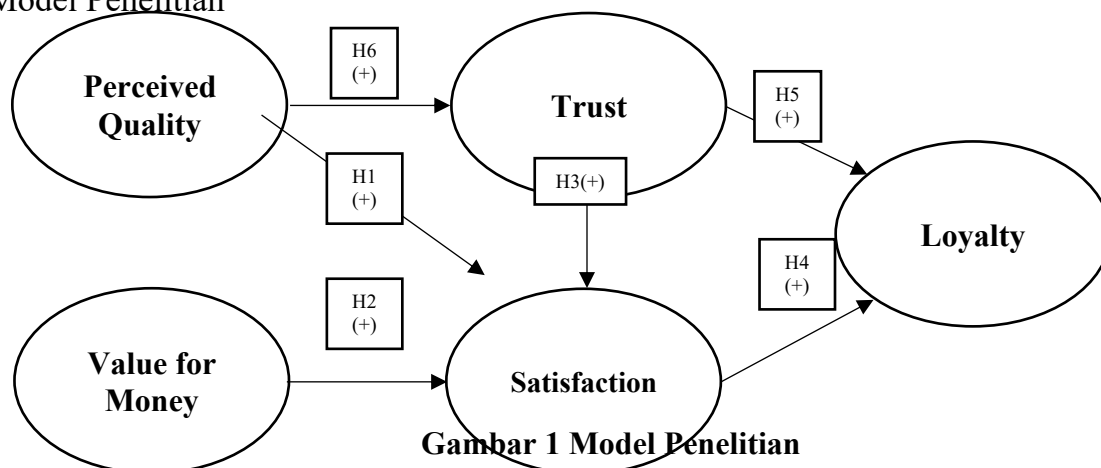 Model Penelitian
H6
(+)
Perceived
Quality
Trust
H5
(+)
H1
(+)
H3(+)
Loyalty
H4
(+)
H2
(+)
Value for
Money
Satisfaction
Gambar 1 Model Penelitian